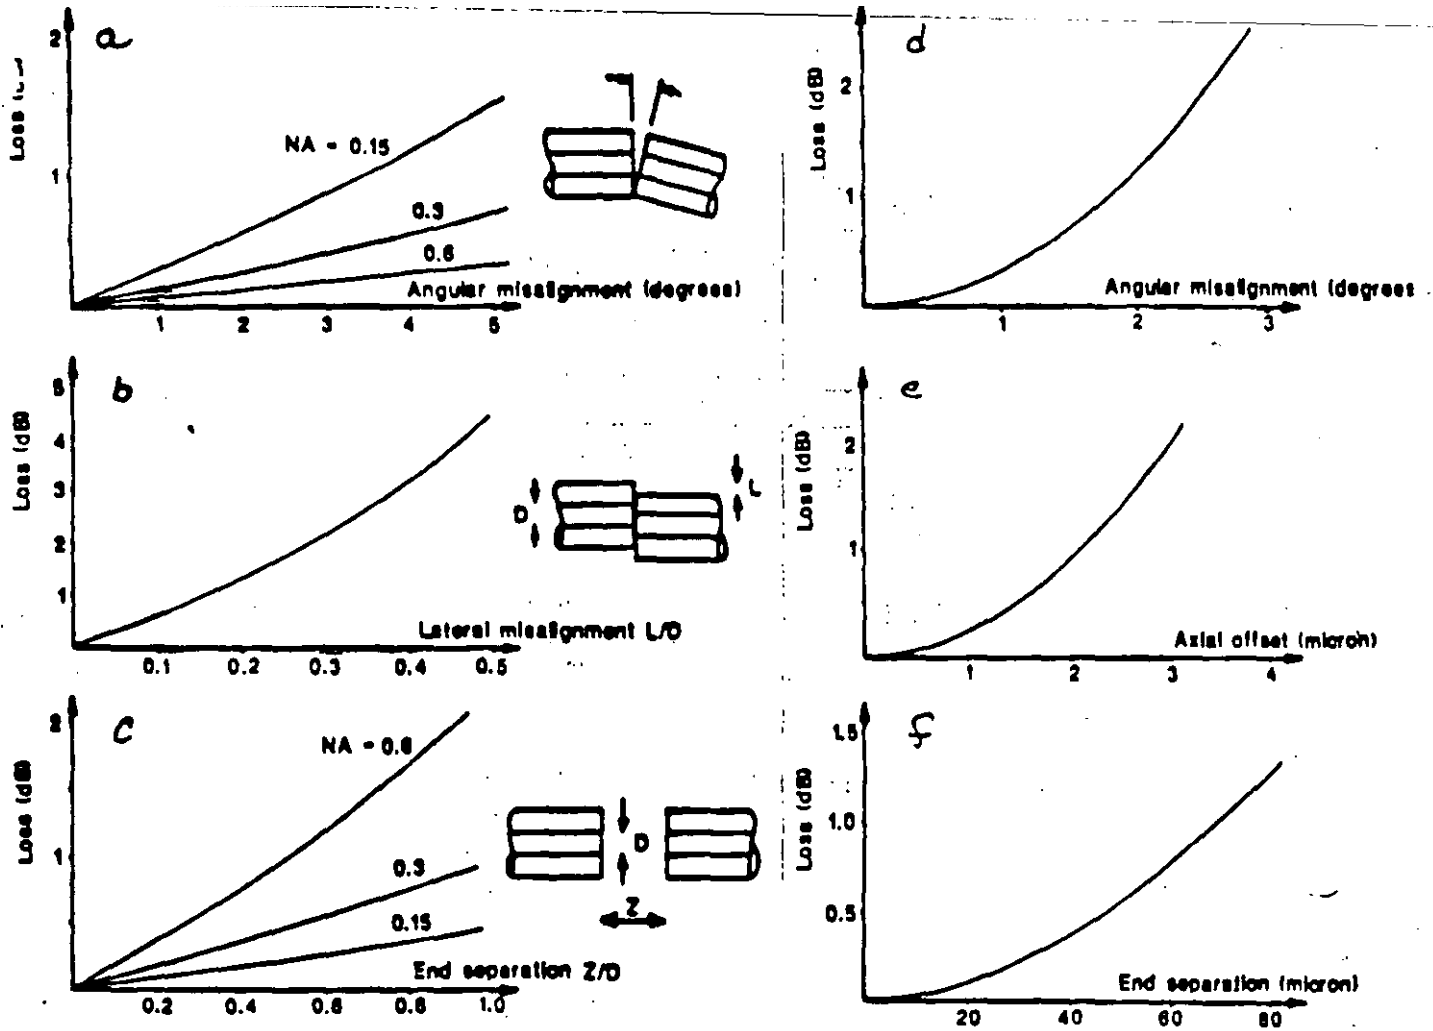 a
Loss
2
1
NA = 0.15
0.3
0.6
Angular misalignment (degrees)
1 2 3 4 5
b
Loss (dB)
5
4
3
2
1
D
L
Lateral misalignment L/D
0.1 0.2 0.3 0.4 0.5
c
Loss (dB)
2
1
NA = 0.6
0.3
0.15
D
Z
End separation Z/D
0.2 0.4 0.6 0.8 1.0
d
Loss (dB)
2
1
Angular misalignment (degrees
1 2 3
e
Loss (dB)
2
1
Axial offset (micron)
1 2 3 4
f
Loss (dB)
1.5
1.0
0.5
End separation (micron)
20 40 60 80